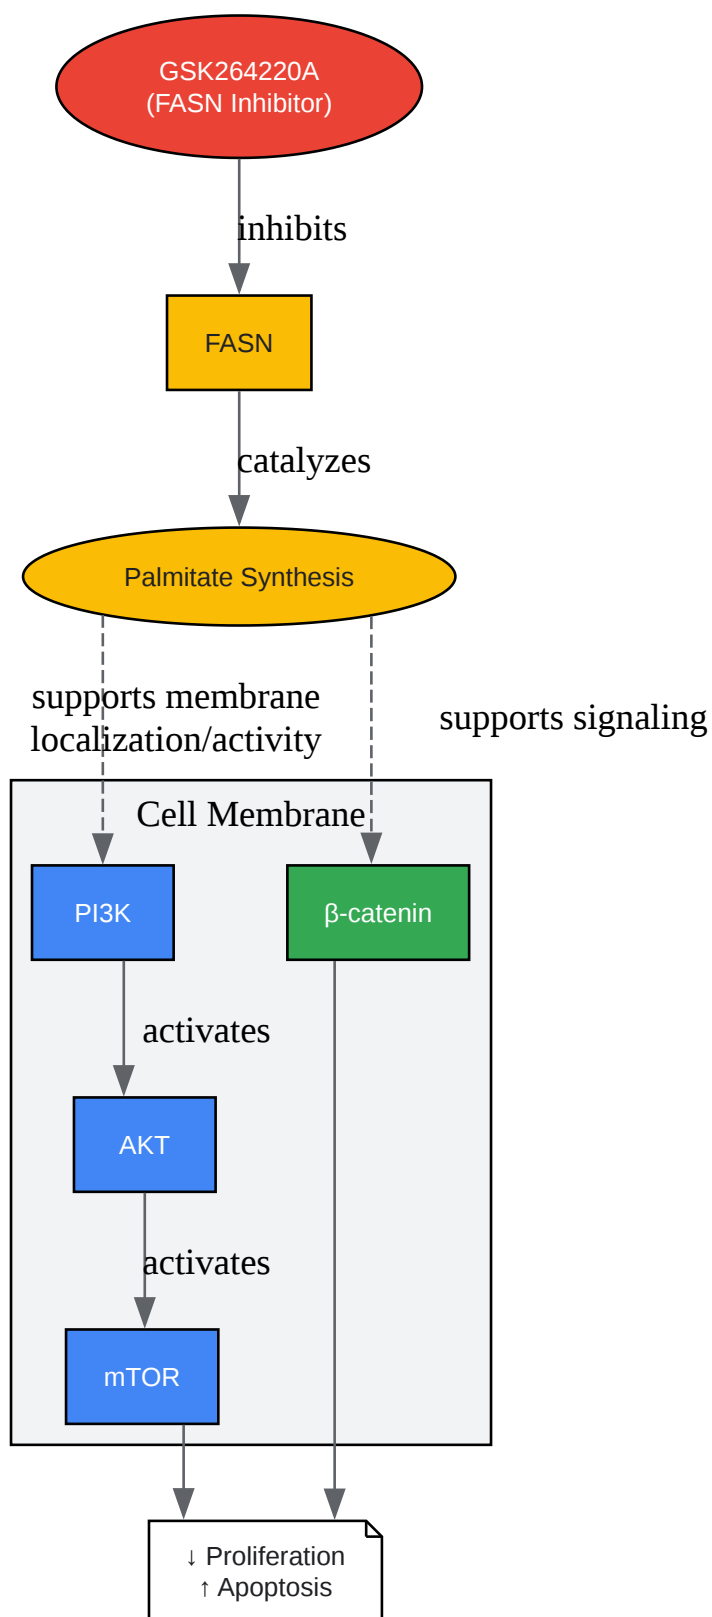 GSK264220A
(FASN Inhibitor)
inhibits
FASN
catalyzes
Palmitate Synthesis
supports membrane
localization/activity
supports signaling
Cell Membrane
PI3K
β-catenin
activates
AKT
activates
mTOR
↓ Proliferation
↑ Apoptosis